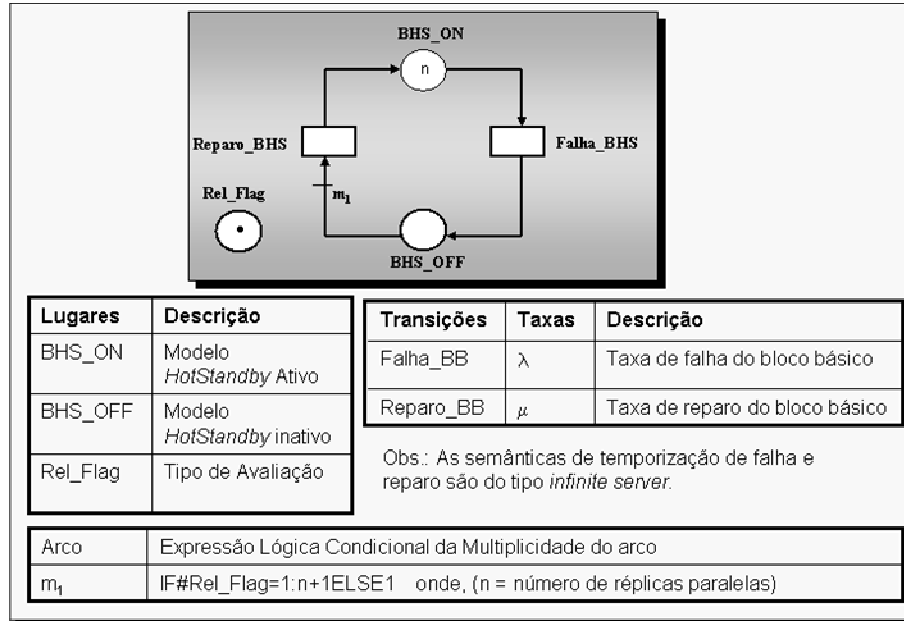 BHS_ON
n
Reparo_BHS
Falha_BHS
Rel_Flag
m1
BHS_OFF
Lugares Descrição
BHS_ON Modelo
HotStandby Ativo
BHS_OFF Modelo
HotStandby inativo
Rel_Flag Tipo de Avaliação
Transições Taxas Descrição
Falha_BB λ Taxa de falha do bloco básico
Reparo_BB μ Taxa de reparo do bloco básico
Obs.: As semânticas de temporização de falha e
reparo são do tipo infinite server.
Arco Expressão Lógica Condicional da Multiplicidade do arco
m1 IF#Rel_Flag=1:n+1ELSE1 onde, (n = número de réplicas paralelas)